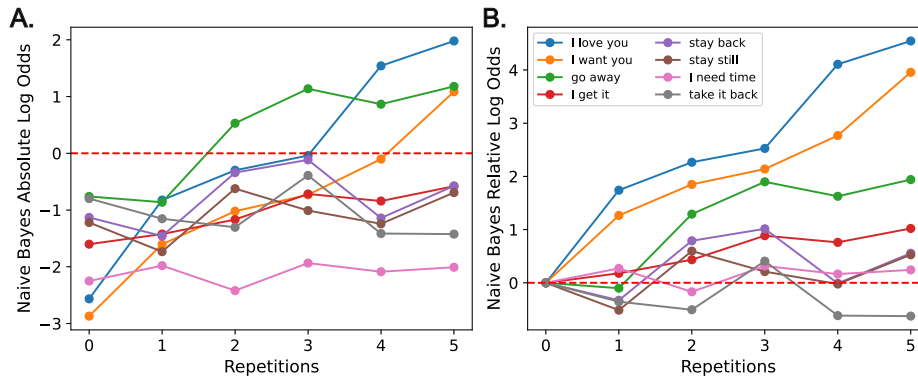 A.
Naive Bayes Absolute Log Odds
2
1
0
−1
−2
−3
0 1 2 3 4 5
Repetitions
B.
Naive Bayes Relative Log Odds
4
3
2
1
0
I love you
I want you
go away
I get it
stay back
stay still
I need time
take it back
0 1 2 3 4 5
Repetitions